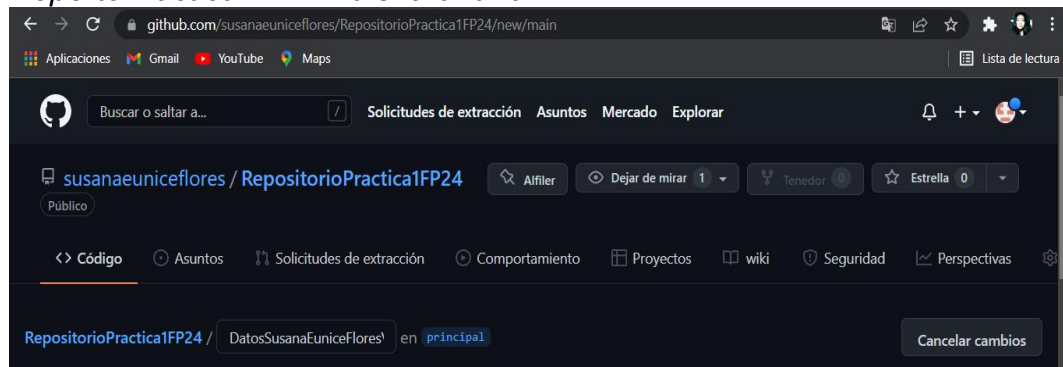 github.com/susanaeuniceflores/RepositorioPractica1FP24/new/main
Aplicaciones Gmail YouTube Maps Lista de lectura
Buscar o saltar a... / Solicitudes de extracción Asuntos Mercado Explorar
susanaeuniceflores / RepositorioPractica1FP24 Alfiler Dejar de mirar 1 Tenedor 0 Estrella 0
Público
<> Código Asuntos Solicitudes de extracción Comportamiento Proyectos wiki Seguridad Perspectivas
RepositorioPractica1FP24 / DatosSusanaEuniceFlores en principal Cancelar cambios